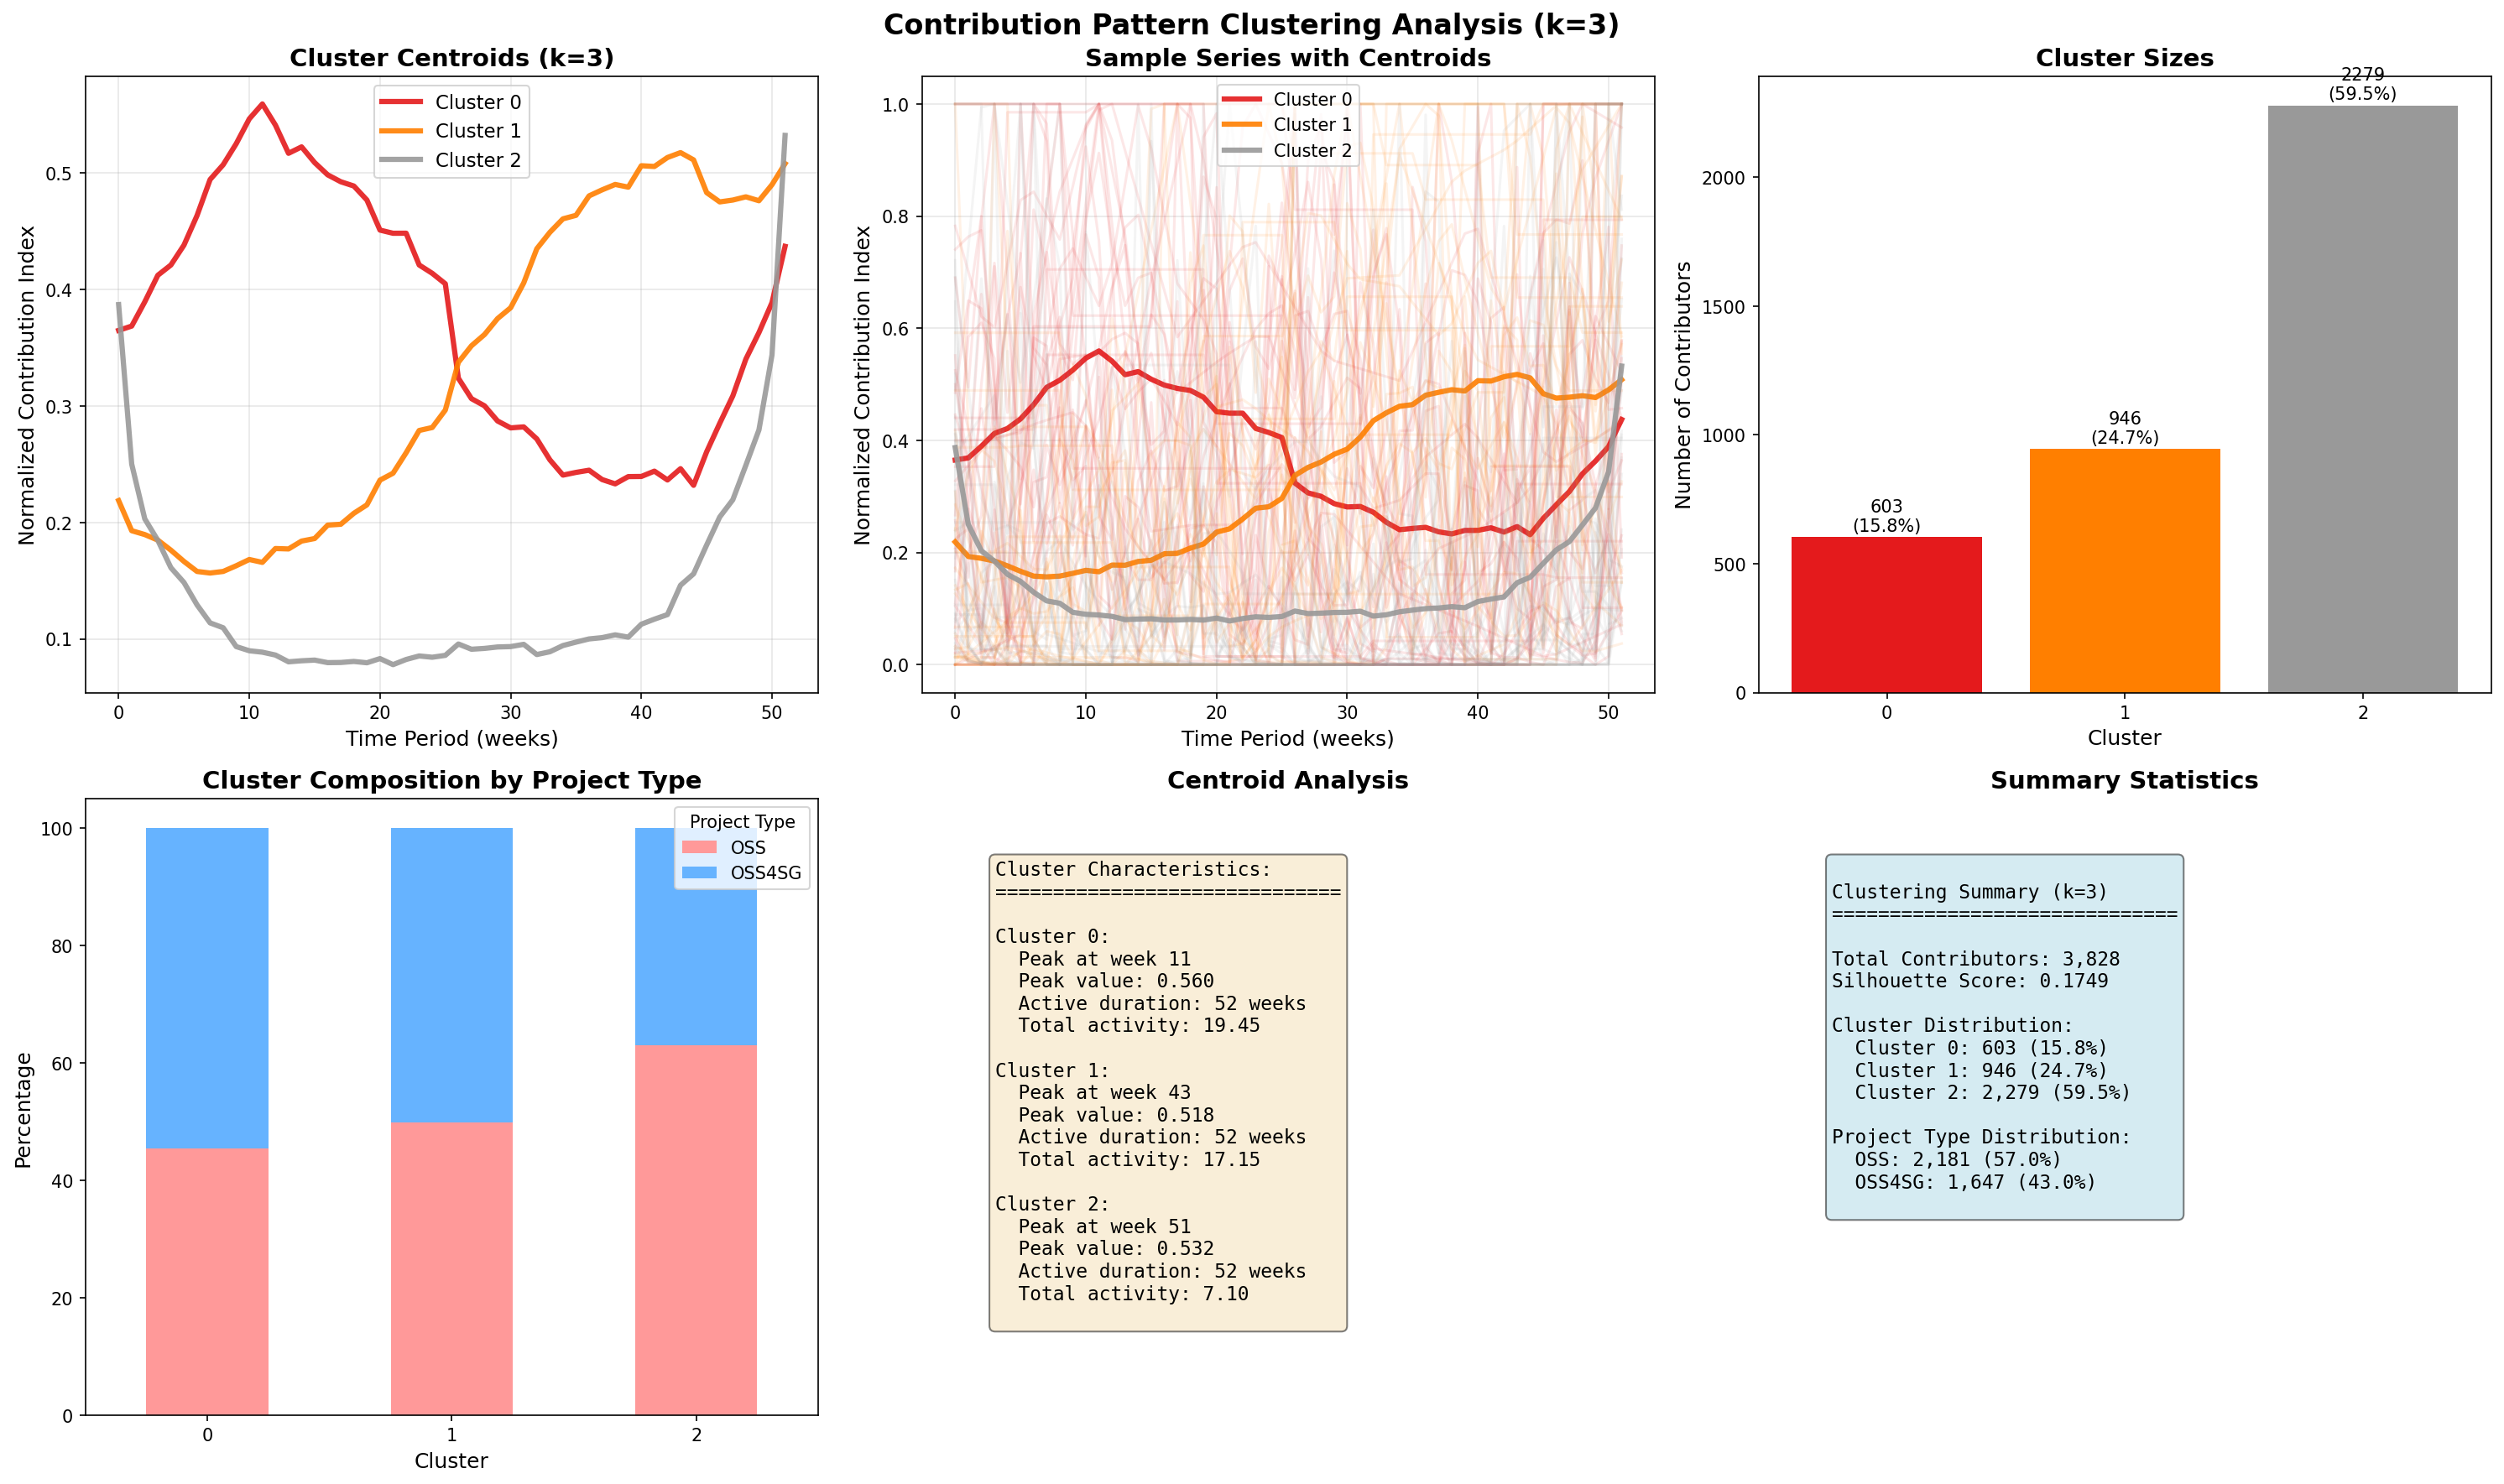 Contribution Pattern Clustering Analysis (k=3)
Cluster Centroids (k=3)
Normalized Contribution Index
0.5
0.4
0.3
0.2
0.1
Cluster 0
Cluster 1
Cluster 2
0 10 20 30 40 50
Time Period (weeks)
Sample Series with Centroids
Normalized Contribution Index
1.0
0.8
0.6
0.4
0.2
0.0
Cluster 0
Cluster 1
Cluster 2
0 10 20 30 40 50
Time Period (weeks)
Cluster Sizes
Number of Contributors
2000
1500
1000
500
0
603
(15.8%)
946
(24.7%)
2279
(59.5%)
0 1 2
Cluster
Cluster Composition by Project Type
Percentage
100
80
60
40
20
0
Project Type
OSS
OSS4SG
0 1 2
Cluster
Centroid Analysis
Cluster Characteristics:
==============================
Cluster 0:
Peak at week 11
Peak value: 0.560
Active duration: 52 weeks
Total activity: 19.45
Cluster 1:
Peak at week 43
Peak value: 0.518
Active duration: 52 weeks
Total activity: 17.15
Cluster 2:
Peak at week 51
Peak value: 0.532
Active duration: 52 weeks
Total activity: 7.10
Summary Statistics
Clustering Summary (k=3)
==============================
Total Contributors: 3,828
Silhouette Score: 0.1749
Cluster Distribution:
Cluster 0: 603 (15.8%)
Cluster 1: 946 (24.7%)
Cluster 2: 2,279 (59.5%)
Project Type Distribution:
OSS: 2,181 (57.0%)
OSS4SG: 1,647 (43.0%)